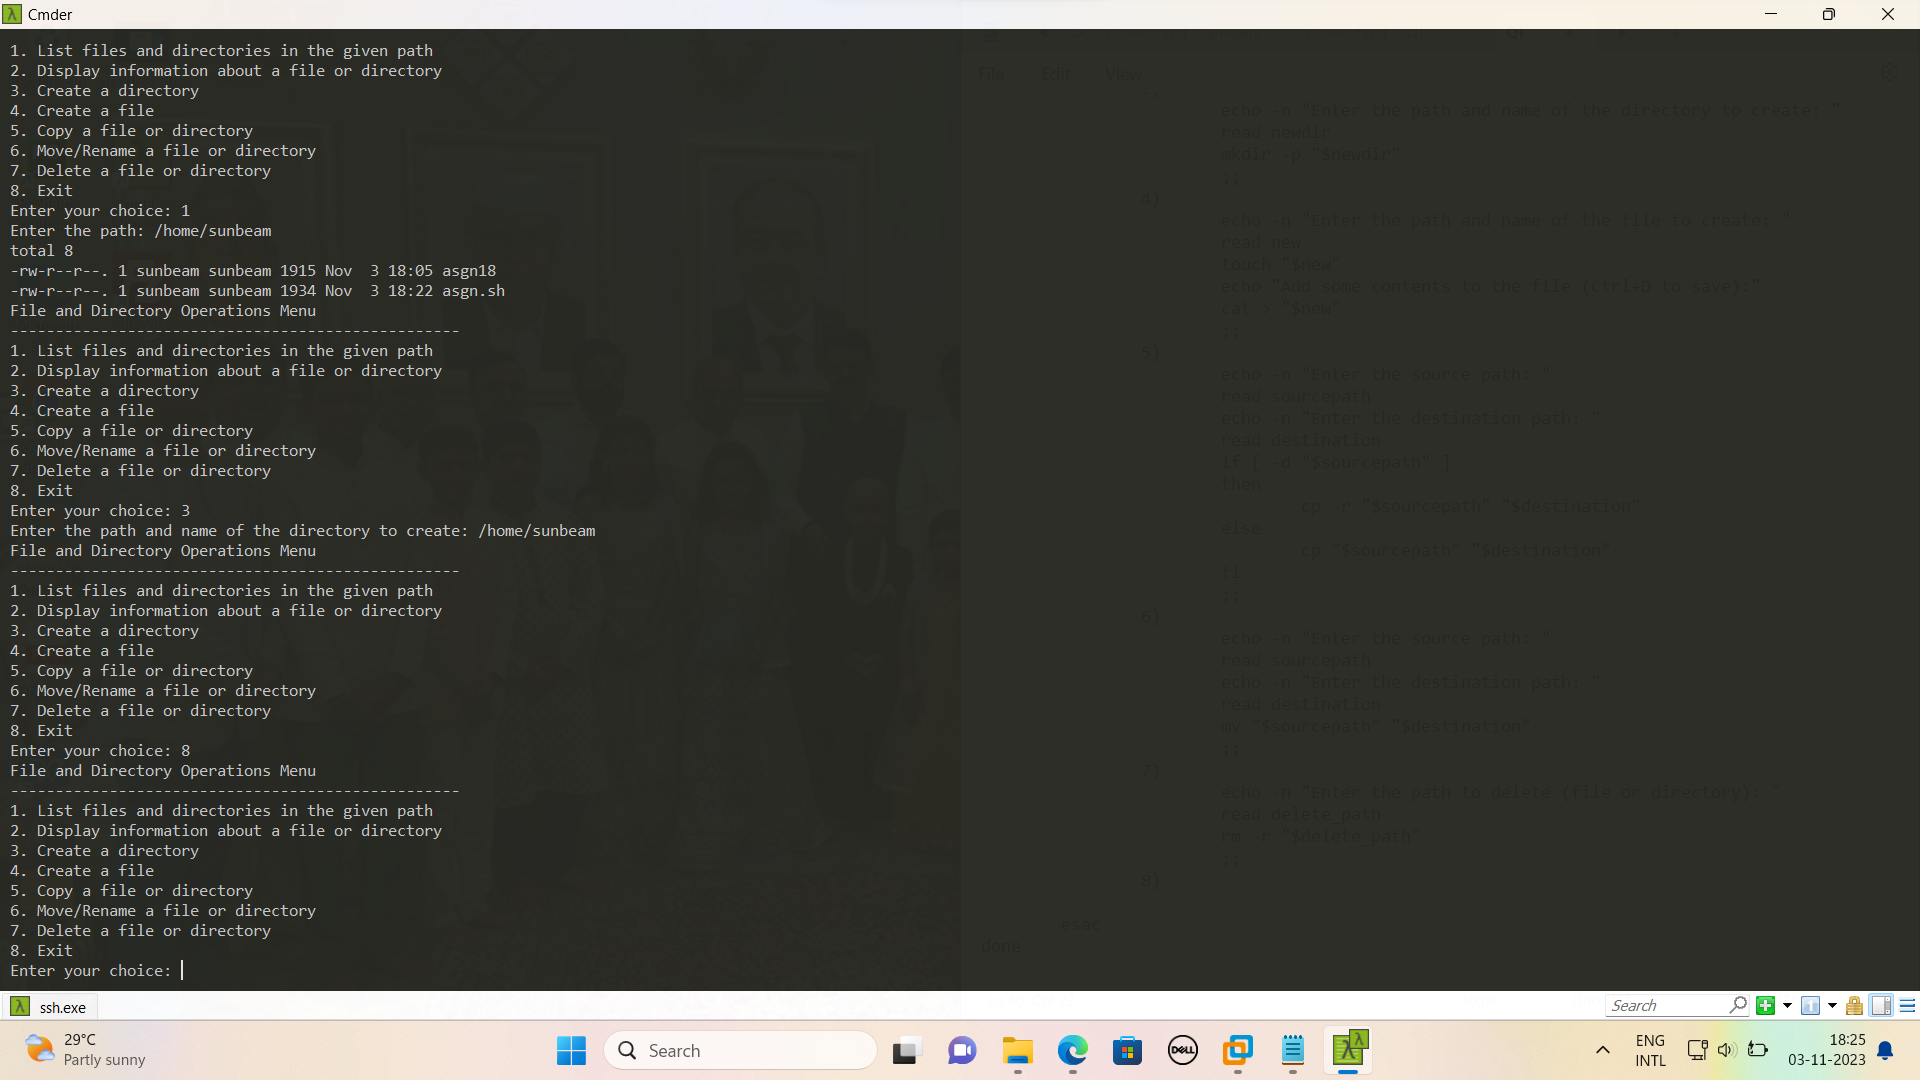 Cmder
1. List files and directories in the given path
2. Display information about a file or directory
3. Create a directory
4. Create a file
5. Copy a file or directory
6. Move/Rename a file or directory
7. Delete a file or directory
8. Exit
Enter your choice: 1
Enter the path: /home/sunbeam
total 8
-rw-r--r--. 1 sunbeam sunbeam 1915 Nov  3 18:05 asgn18
-rw-r--r--. 1 sunbeam sunbeam 1934 Nov  3 18:22 asgn.sh
File and Directory Operations Menu
--------------------------------------------------
1. List files and directories in the given path
2. Display information about a file or directory
3. Create a directory
4. Create a file
5. Copy a file or directory
6. Move/Rename a file or directory
7. Delete a file or directory
8. Exit
Enter your choice: 3
Enter the path and name of the directory to create: /home/sunbeam
File and Directory Operations Menu
--------------------------------------------------
1. List files and directories in the given path
2. Display information about a file or directory
3. Create a directory
4. Create a file
5. Copy a file or directory
6. Move/Rename a file or directory
7. Delete a file or directory
8. Exit
Enter your choice: 8
File and Directory Operations Menu
--------------------------------------------------
1. List files and directories in the given path
2. Display information about a file or directory
3. Create a directory
4. Create a file
5. Copy a file or directory
6. Move/Rename a file or directory
7. Delete a file or directory
8. Exit
Enter your choice:
File Edit View
echo -n "Enter the path and name of the directory to create: "
read newdir
mkdir -p "$newdir"
;;
4)
echo -n "Enter the path and name of the file to create: "
read new
touch "$new"
echo "Add some contents to the file (Ctrl+D to save):"
cat > "$new"
;;
5)
echo -n "Enter the source path: "
read sourcepath
echo -n "Enter the destination path: "
read destination
if [ -d "$sourcepath" ]
then
cp -r "$sourcepath" "$destination"
else
cp "$sourcepath" "$destination"
fi
;;
6)
echo -n "Enter the source path: "
read sourcepath
echo -n "Enter the destination path: "
read destination
mv "$sourcepath" "$destination"
;;
7)
echo -n "Enter the path to delete (file or directory): "
read delete_path
rm -r "$delete_path"
;;
8)
esac
done
ssh.exe
Search
29°C
Partly sunny
Search
DELL
ENG
INTL
18:25
03-11-2023